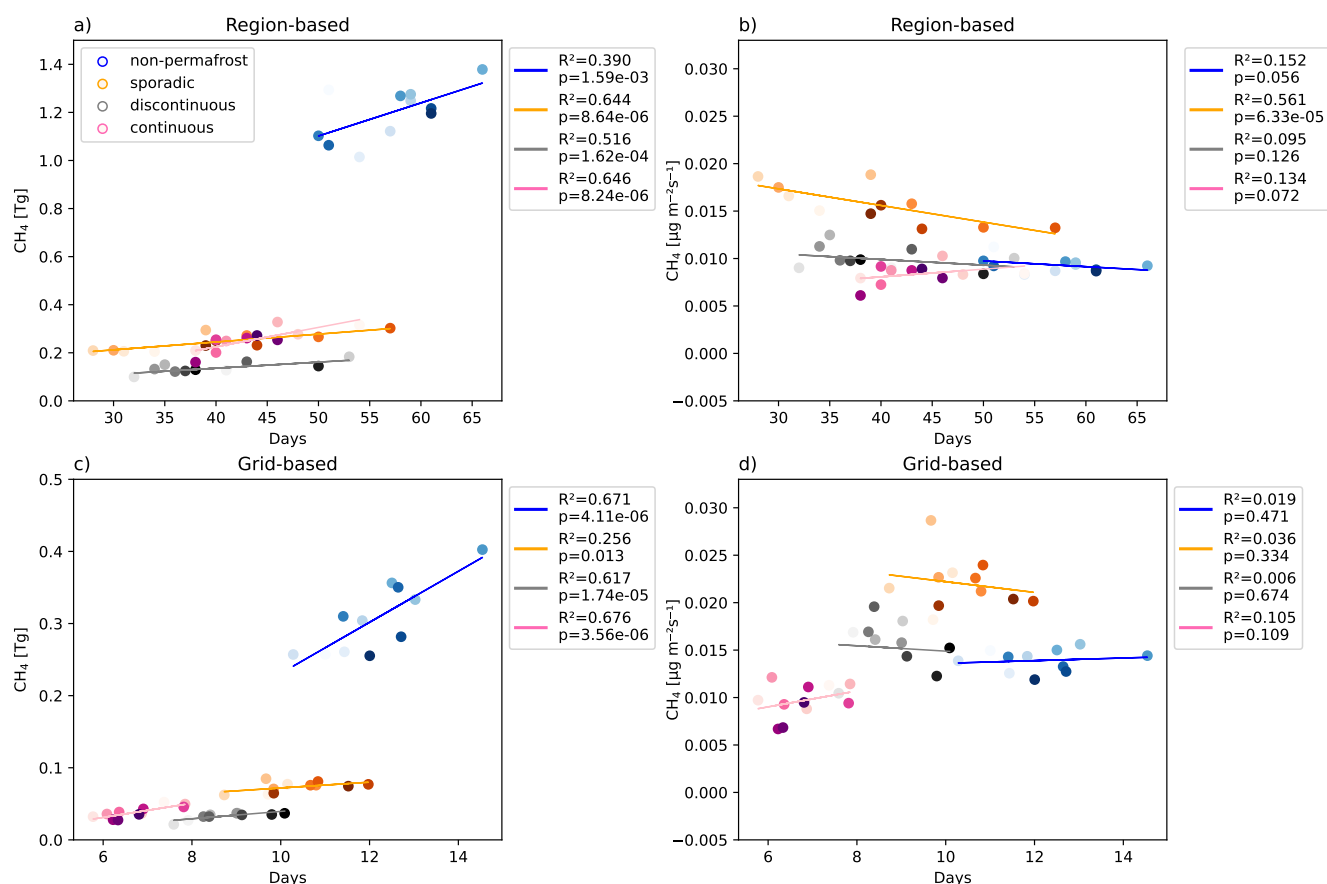 a)
Region-based
CH₄ [Tg]
1.4
1.2
1.0
0.8
0.6
0.4
0.2
0.0
30
35
40
45
50
55
60
65
Days
non-permafrost
sporadic
discontinuous
continuous
R²=0.390
p=1.59e-03
R²=0.644
p=8.64e-06
R²=0.516
p=1.62e-04
R²=0.646
p=8.24e-06
b)
Region-based
CH₄ [µg m⁻²s⁻¹]
0.030
0.025
0.020
0.015
0.010
0.005
0.000
−0.005
30
35
40
45
50
55
60
65
Days
R²=0.152
p=0.056
R²=0.561
p=6.33e-05
R²=0.095
p=0.126
R²=0.134
p=0.072
c)
Grid-based
CH₄ [Tg]
0.5
0.4
0.3
0.2
0.1
0.0
6
8
10
12
14
Days
R²=0.671
p=4.11e-06
R²=0.256
p=0.013
R²=0.617
p=1.74e-05
R²=0.676
p=3.56e-06
d)
Grid-based
CH₄ [µg m⁻²s⁻¹]
0.030
0.025
0.020
0.015
0.010
0.005
0.000
−0.005
6
8
10
12
14
Days
R²=0.019
p=0.471
R²=0.036
p=0.334
R²=0.006
p=0.674
R²=0.105
p=0.109